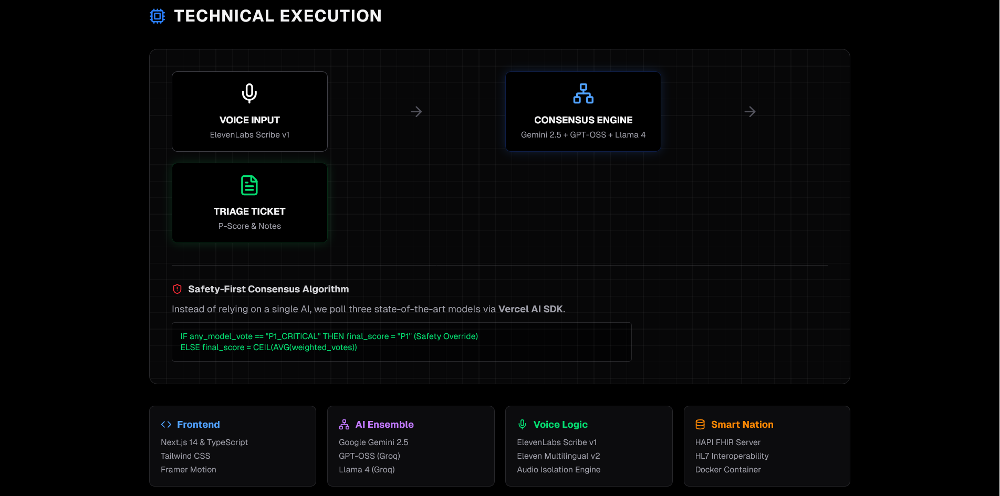 TECHNICAL EXECUTION
VOICE INPUT
ElevenLabs Scribe v1
CONSENSUS ENGINE
Gemini 2.5 + GPT-OSS + Llama 4
TRIAGE TICKET
P-Score & Notes
Safety-First Consensus Algorithm
Instead of relying on a single AI, we poll three state-of-the-art models via Vercel AI SDK.
IF any_model_vote == "P1_CRITICAL" THEN final_score = "P1" (Safety Override)
ELSE final_score = CEIL(AVG(weighted_votes))
Frontend
Next.js 14 & TypeScript
Tailwind CSS
Framer Motion
AI Ensemble
Google Gemini 2.5
GPT-OSS (Groq)
Llama 4 (Groq)
Voice Logic
ElevenLabs Scribe v1
Eleven Multilingual v2
Audio Isolation Engine
Smart Nation
HAPI FHIR Server
HL7 Interoperability
Docker Container